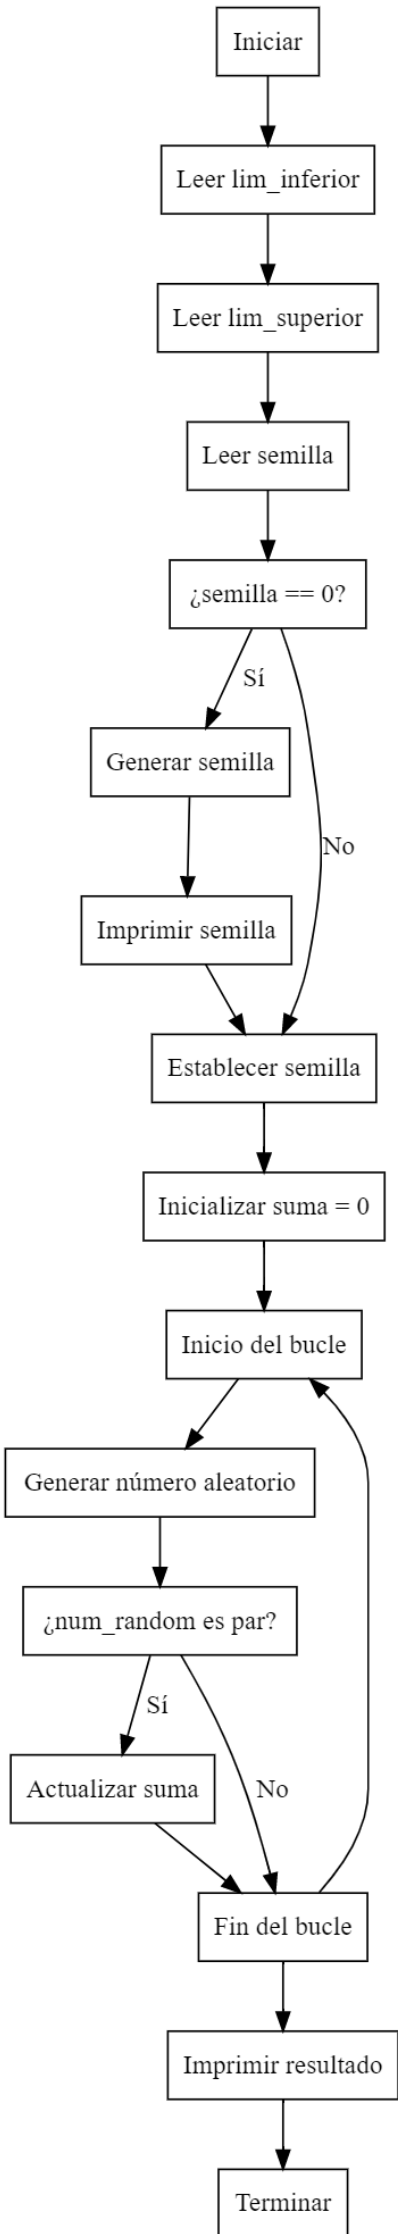 Iniciar
Leer lim_inferior
Leer lim_superior
Leer semilla
¿semilla == 0?
Sí
Generar semilla
No
Imprimir semilla
Establecer semilla
Inicializar suma = 0
Inicio del bucle
Generar número aleatorio
¿num_random es par?
Sí
Actualizar suma
No
Fin del bucle
Imprimir resultado
Terminar